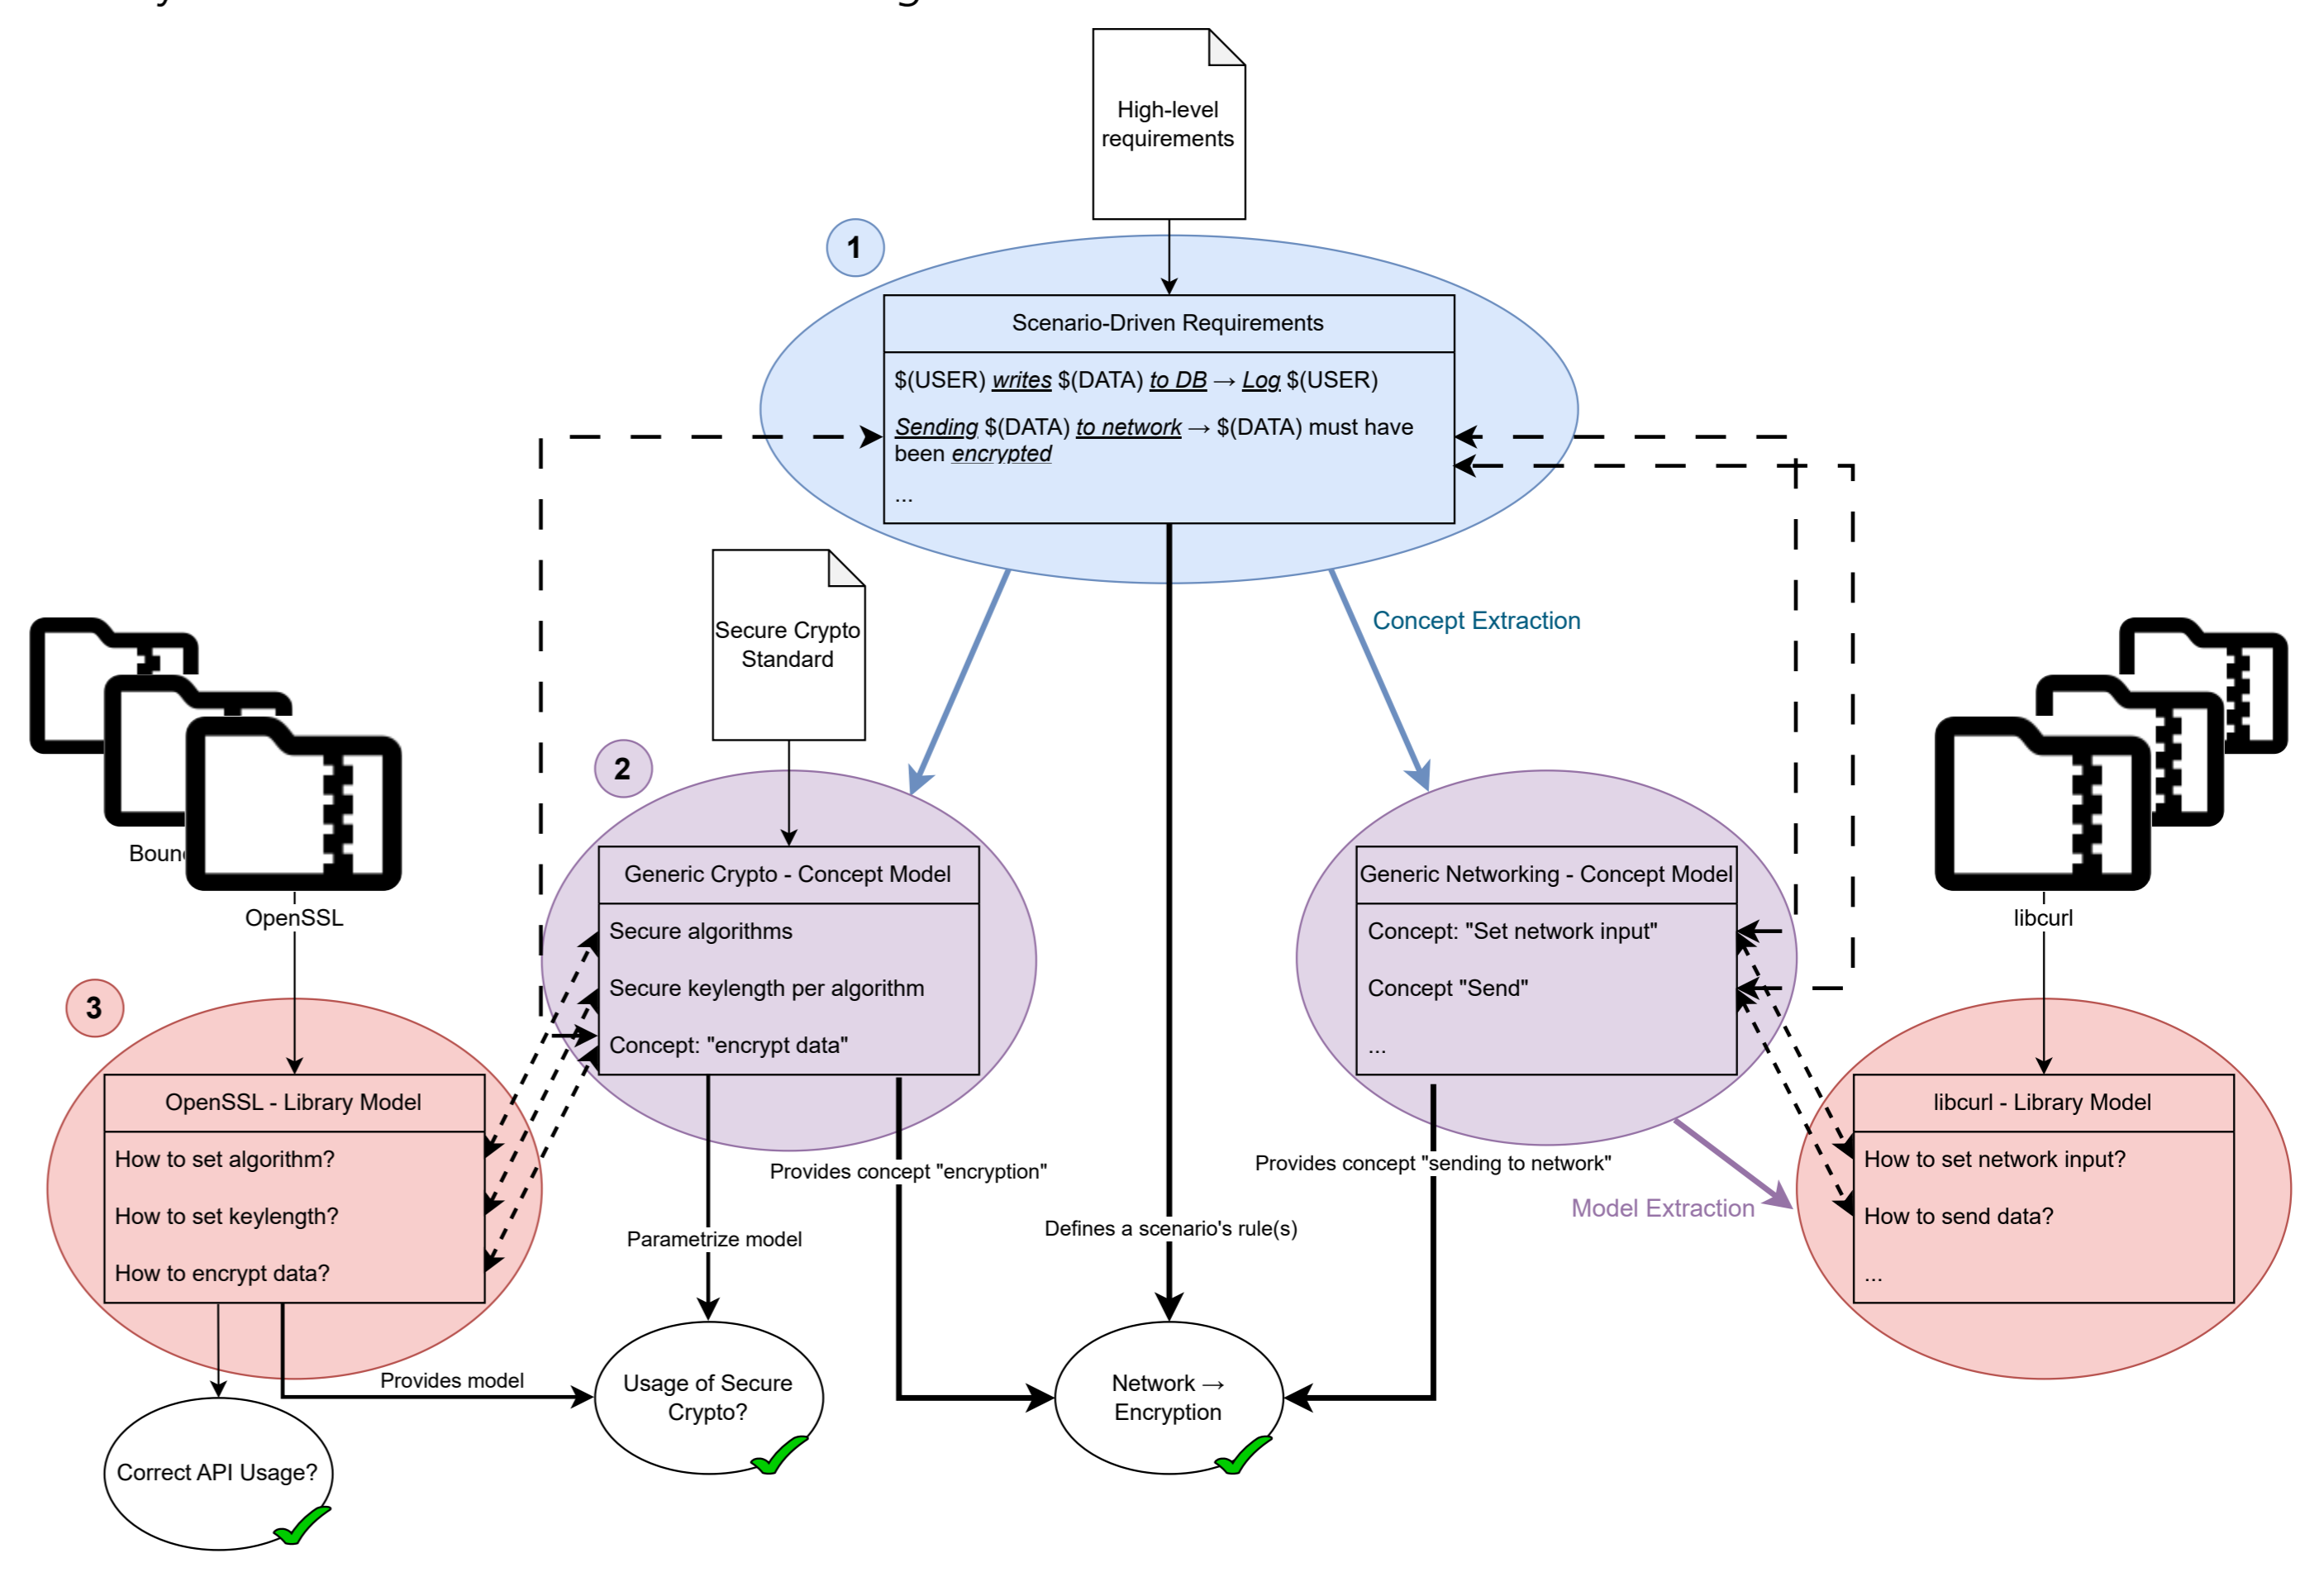 High-level
requirements
1
Scenario-Driven Requirements
$(USER) writes $(DATA) to DB → Log $(USER)
Sending $(DATA) to network → $(DATA) must have
been encrypted
...
Secure Crypto
Standard
Concept Extraction
2
Generic Crypto - Concept Model
Secure algorithms
Secure keylength per algorithm
Concept: "encrypt data"
Generic Networking - Concept Model
Concept: "Set network input"
Concept "Send"
...
OpenSSL
libcurl
3
OpenSSL - Library Model
How to set algorithm?
How to set keylength?
How to encrypt data?
libcurl - Library Model
How to set network input?
How to send data?
...
Provides concept "encryption"
Provides concept "sending to network"
Model Extraction
Parametrize model
Defines a scenario's rule(s)
Provides model
Correct API Usage?
Usage of Secure
Crypto?
Network →
Encryption